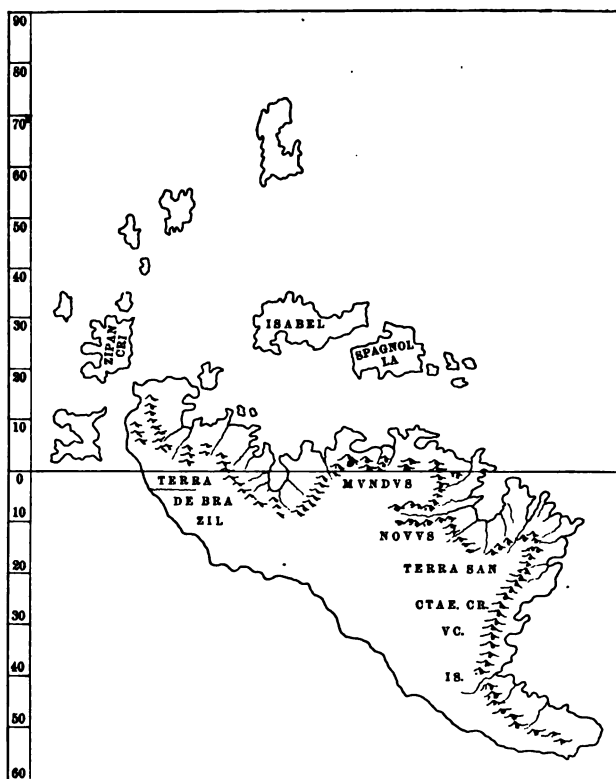 90
80
70
60
50
40
30
20
10
0
10
20
30
40
50
60
ISABEL
SPAGNOL
LA
ZIPAN
CRI
TERRA
DE BRA
ZIL
MVNDVS
NOVVS
TERRA SAN
CTAE. CR.
VC.
IS.